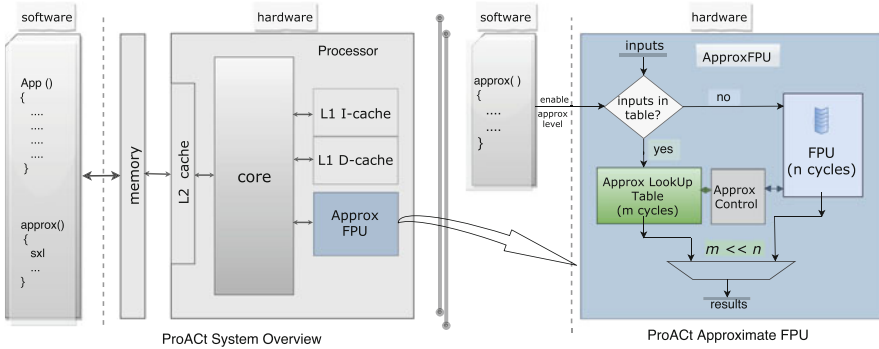 software
hardware
App ()
{
....
....
....
....
}
approx()
{
sxl
...
}
memory
Processor
L2 cache
core
L1 I-cache
L1 D-cache
Approx
FPU
ProACt System Overview
software
hardware
approx( )
{
....
....
}
enable
approx
level
inputs
ApproxFPU
inputs in
table?
no
yes
FPU
(n cycles)
Approx LookUp
Table
(m cycles)
Approx
Control
m << n
results
ProACt Approximate FPU